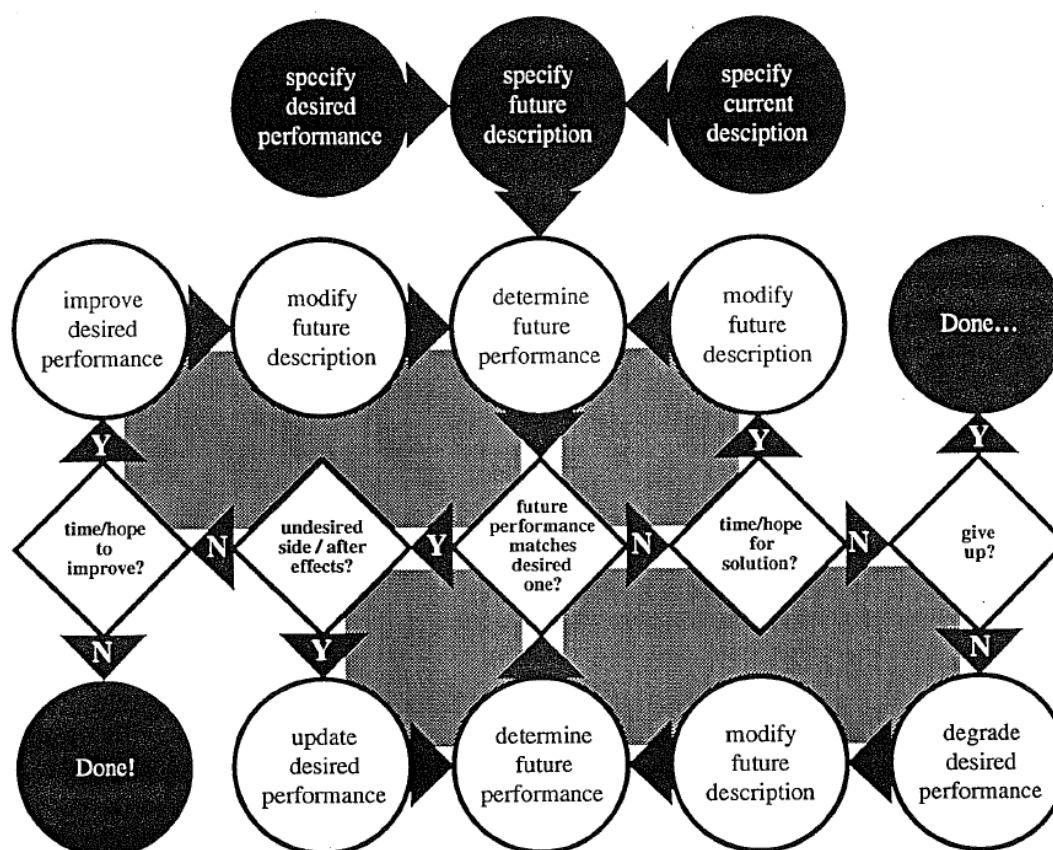 specify
desired
performance
specify
future
description
specify
current
desciption
improve
desired
performance
modify
future
description
determine
future
performance
modify
future
description
Done...
Y
Y
Y
time/hope
to
improve?
N
undesired
side / after
effects?
Y
future
performance
matches
desired
one?
N
time/hope
for
solution?
N
give
up?
N
Y
N
Done!
update
desired
performance
determine
future
performance
modify
future
description
degrade
desired
performance